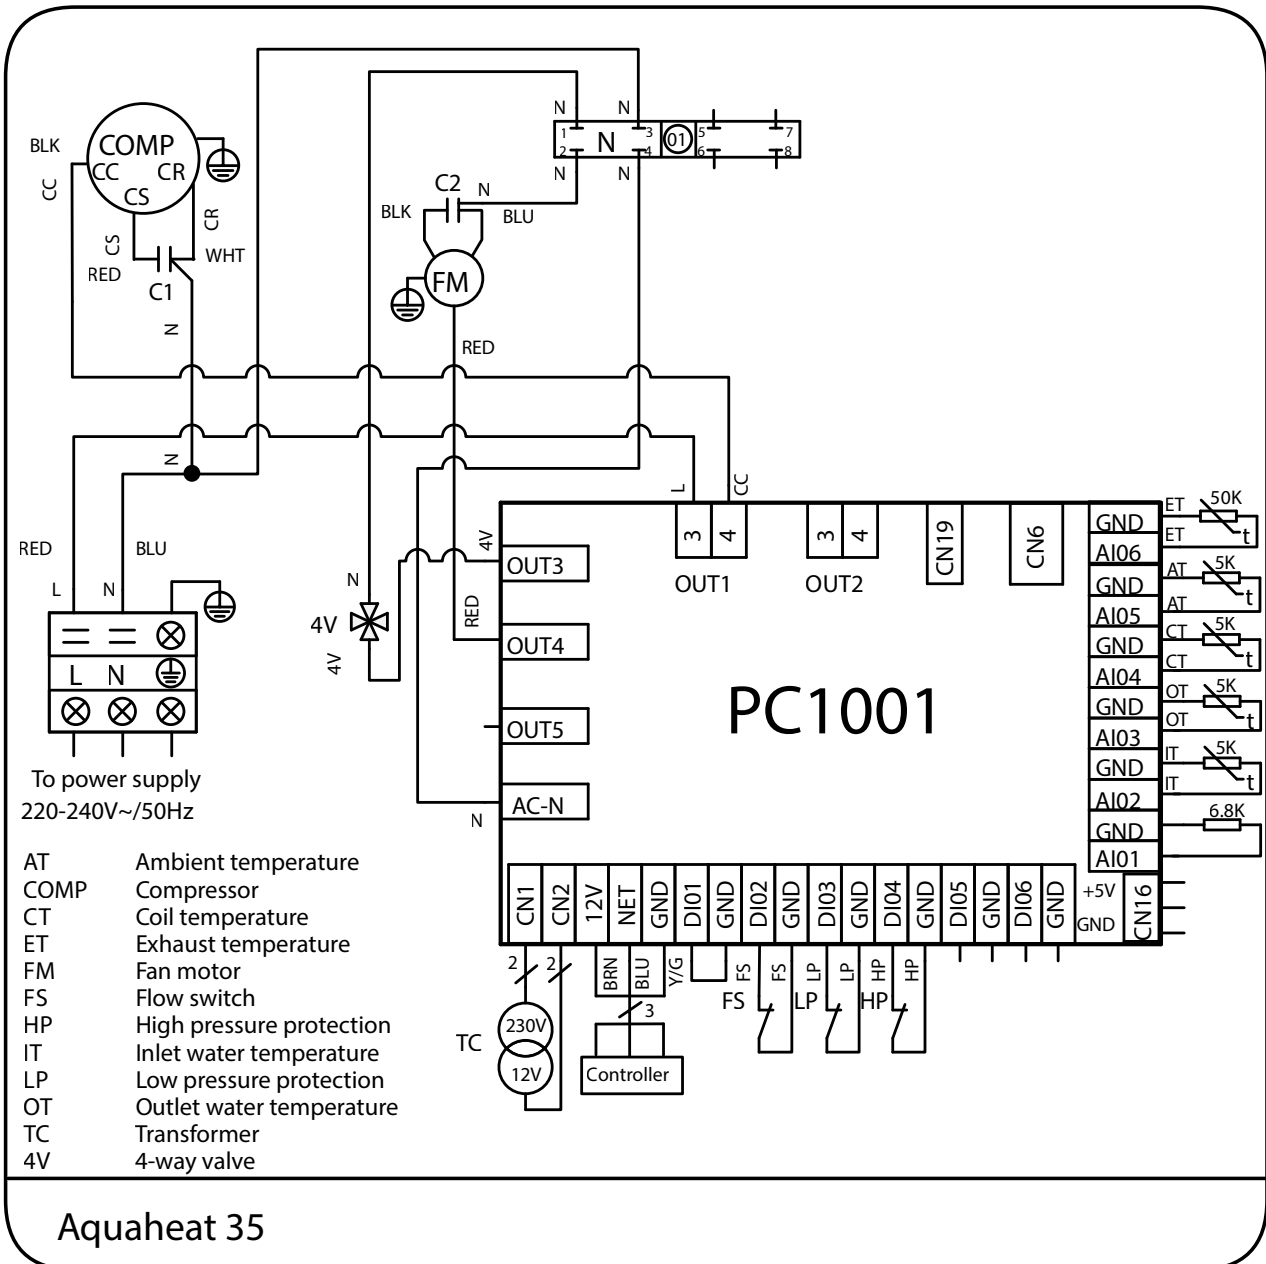 N N
1 3 5 7
N 01
2 4 6 8
N N
BLK
COMP
CC CR
CS
CC
CS
CR
RED
WHT
C1
N
C2
N
BLK
BLU
FM
RED
N
L
CC
RED
BLU
L N
L N
To power supply
220-240V~/50Hz
N
4V
4V
4V
OUT3
RED
OUT4
OUT5
AC-N
N
3 4
OUT1
3 4
OUT2
CN19
CN6
PC1001
GND
AI06
GND
AI05
GND
AI04
GND
AI03
GND
AI02
GND
AI01
ET 50K
ET t
AT 5K
AT t
CT 5K
CT t
OT 5K
OT t
IT 5K
IT t
6.8K
CN1 CN2 12V NET GND DI01 GND DI02 GND DI03 GND DI04 GND DI05 GND DI06 GND
+5V
GND
CN16
2 2
BRN BLU Y/G
FS FS LP LP HP HP
FS LP HP
3
TC
230V
12V
Controller
AT Ambient temperature
COMP Compressor
CT Coil temperature
ET Exhaust temperature
FM Fan motor
FS Flow switch
HP High pressure protection
IT Inlet water temperature
LP Low pressure protection
OT Outlet water temperature
TC Transformer
4V 4-way valve
Aquaheat 35